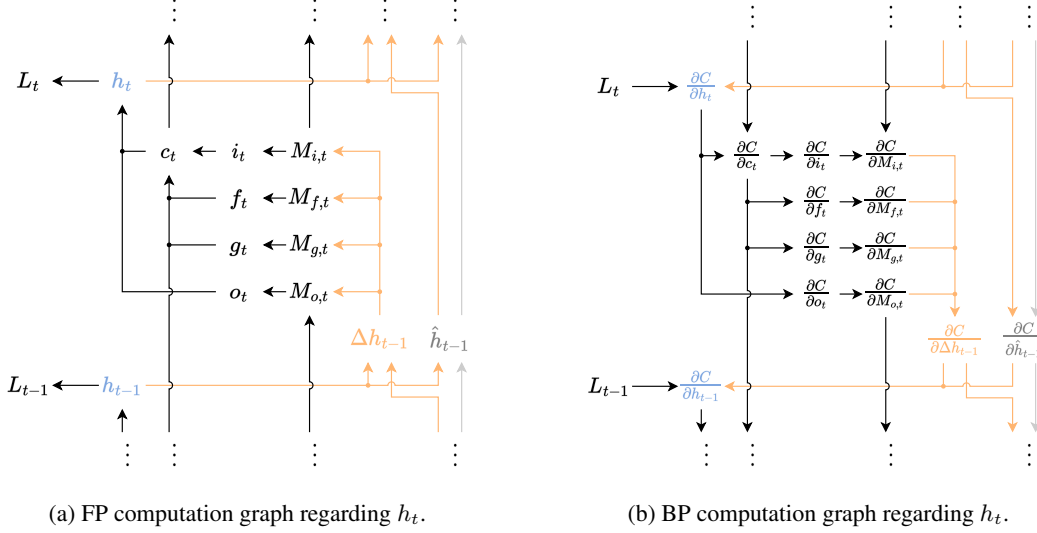 L_t h_t
c_t i_t M_{i,t}
f_t M_{f,t}
g_t M_{g,t}
o_t M_{o,t}
Δh_{t−1} ĥ_{t−1}
L_{t−1} h_{t−1}
(a) FP computation graph regarding h_t.
L_t ∂C/∂h_t
∂C/∂c_t ∂C/∂i_t ∂C/∂M_{i,t}
∂C/∂f_t ∂C/∂M_{f,t}
∂C/∂g_t ∂C/∂M_{g,t}
∂C/∂o_t ∂C/∂M_{o,t}
∂C/∂Δh_{t−1} ∂C/∂ĥ_{t−1}
L_{t−1} ∂C/∂h_{t−1}
(b) BP computation graph regarding h_t.